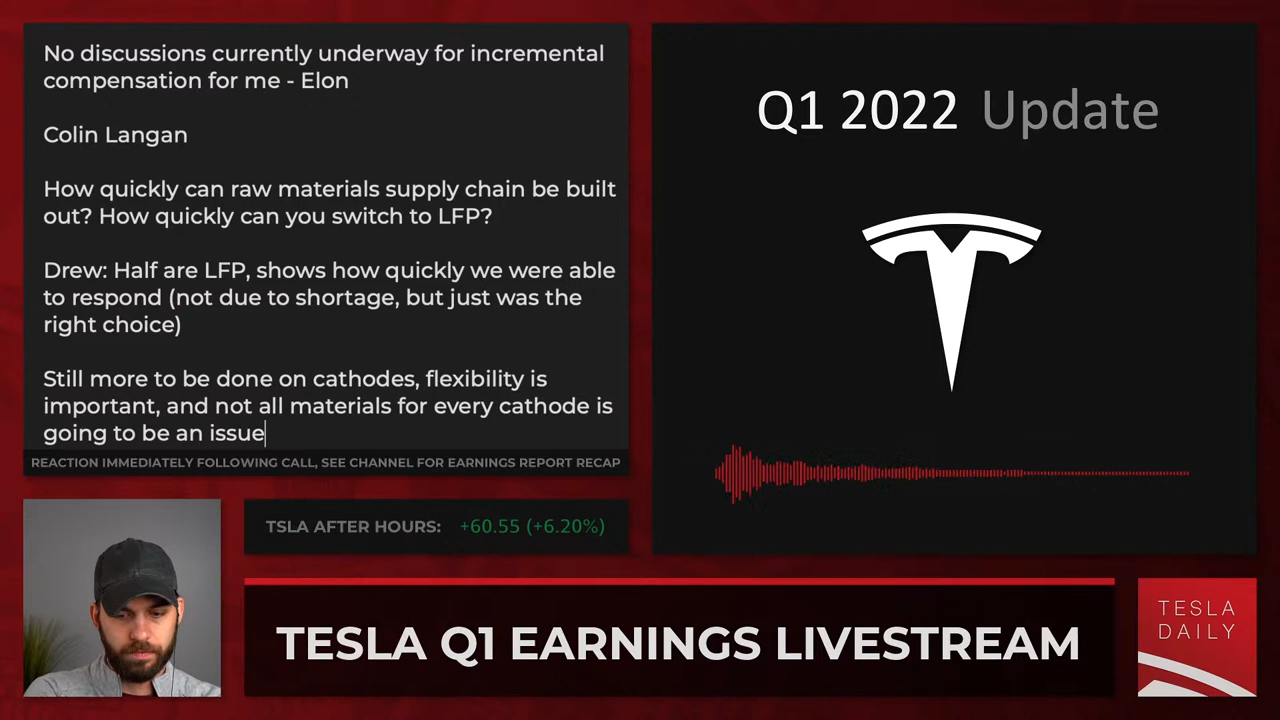 No discussions currently underway for incremental
compensation for me - Elon
Colin Langan
How quickly can raw materials supply chain be built
out? How quickly can you switch to LFP?
Drew: Half are LFP, shows how quickly we were able
to respond (not due to shortage, but just was the
right choice)
Still more to be done on cathodes, flexibility is
important, and not all materials for every cathode is
going to be an issue
REACTION IMMEDIATELY FOLLOWING CALL, SEE CHANNEL FOR EARNINGS REPORT RECAP
Q1 2022 Update
TSLA AFTER HOURS: +60.55 (+6.20%)
TESLA Q1 EARNINGS LIVESTREAM
TESLA
DAILY